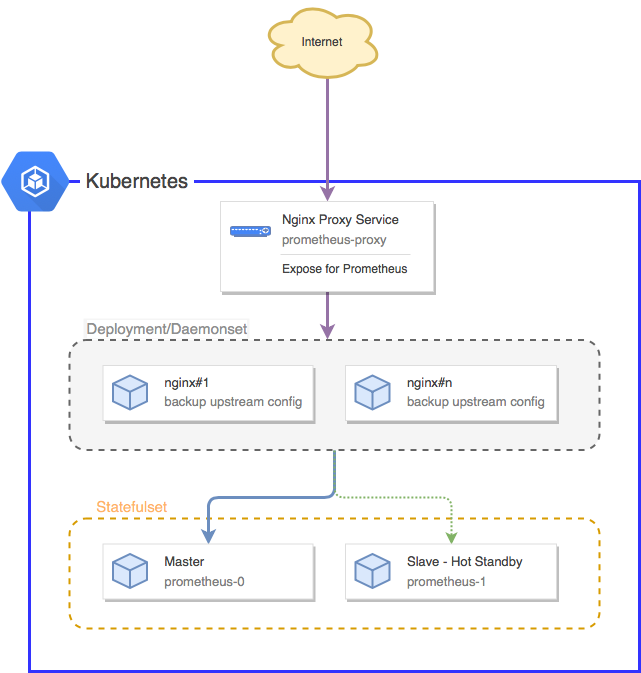 Internet
Kubernetes
Nginx Proxy Service
prometheus-proxy
Expose for Prometheus
Deployment/Daemonset
nginx#1
backup upstream config
nginx#n
backup upstream config
Statefulset
Master
prometheus-0
Slave - Hot Standby
prometheus-1